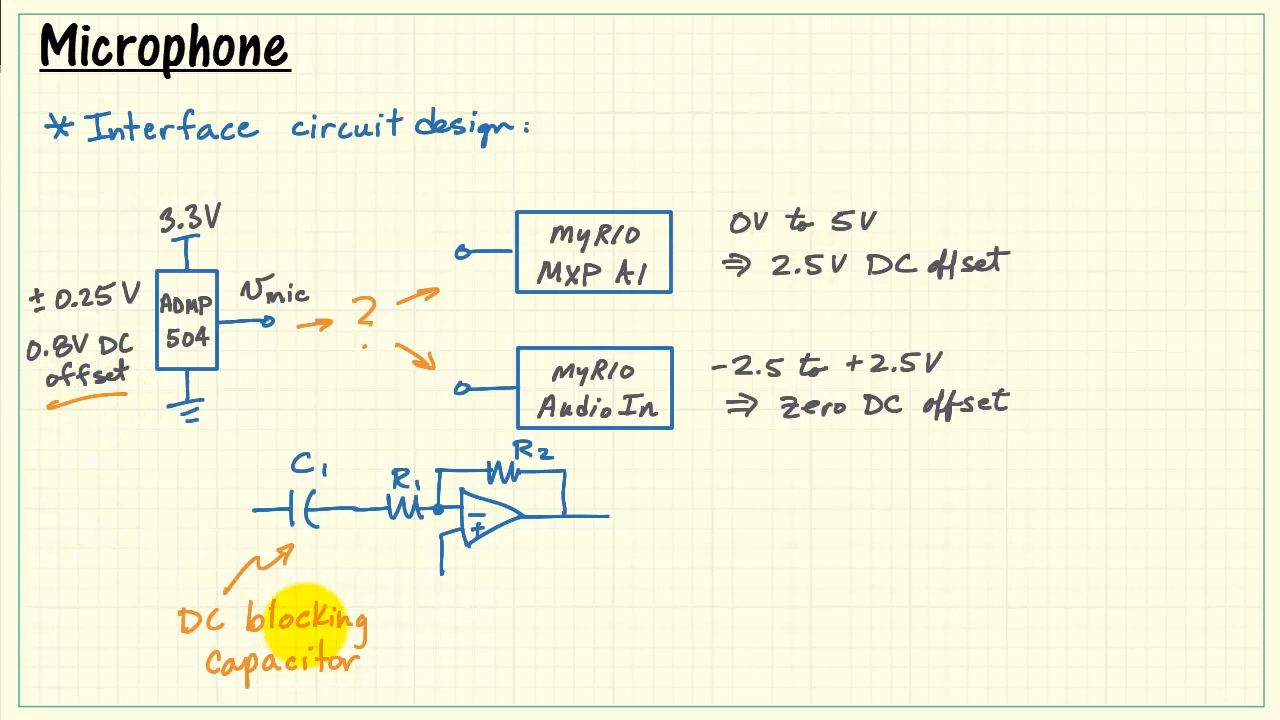 Microphone
* Interface circuit design:
3.3V
± 0.25 V
0.8V DC
offset
ADMP
504
Vmic
?
MyRIO
MXP AI
0V to 5V
⇒ 2.5V DC offset
MyRIO
Audio In
-2.5 to +2.5V
⇒ zero DC offset
C1
R1
R2
−
+
DC blocking
capacitor